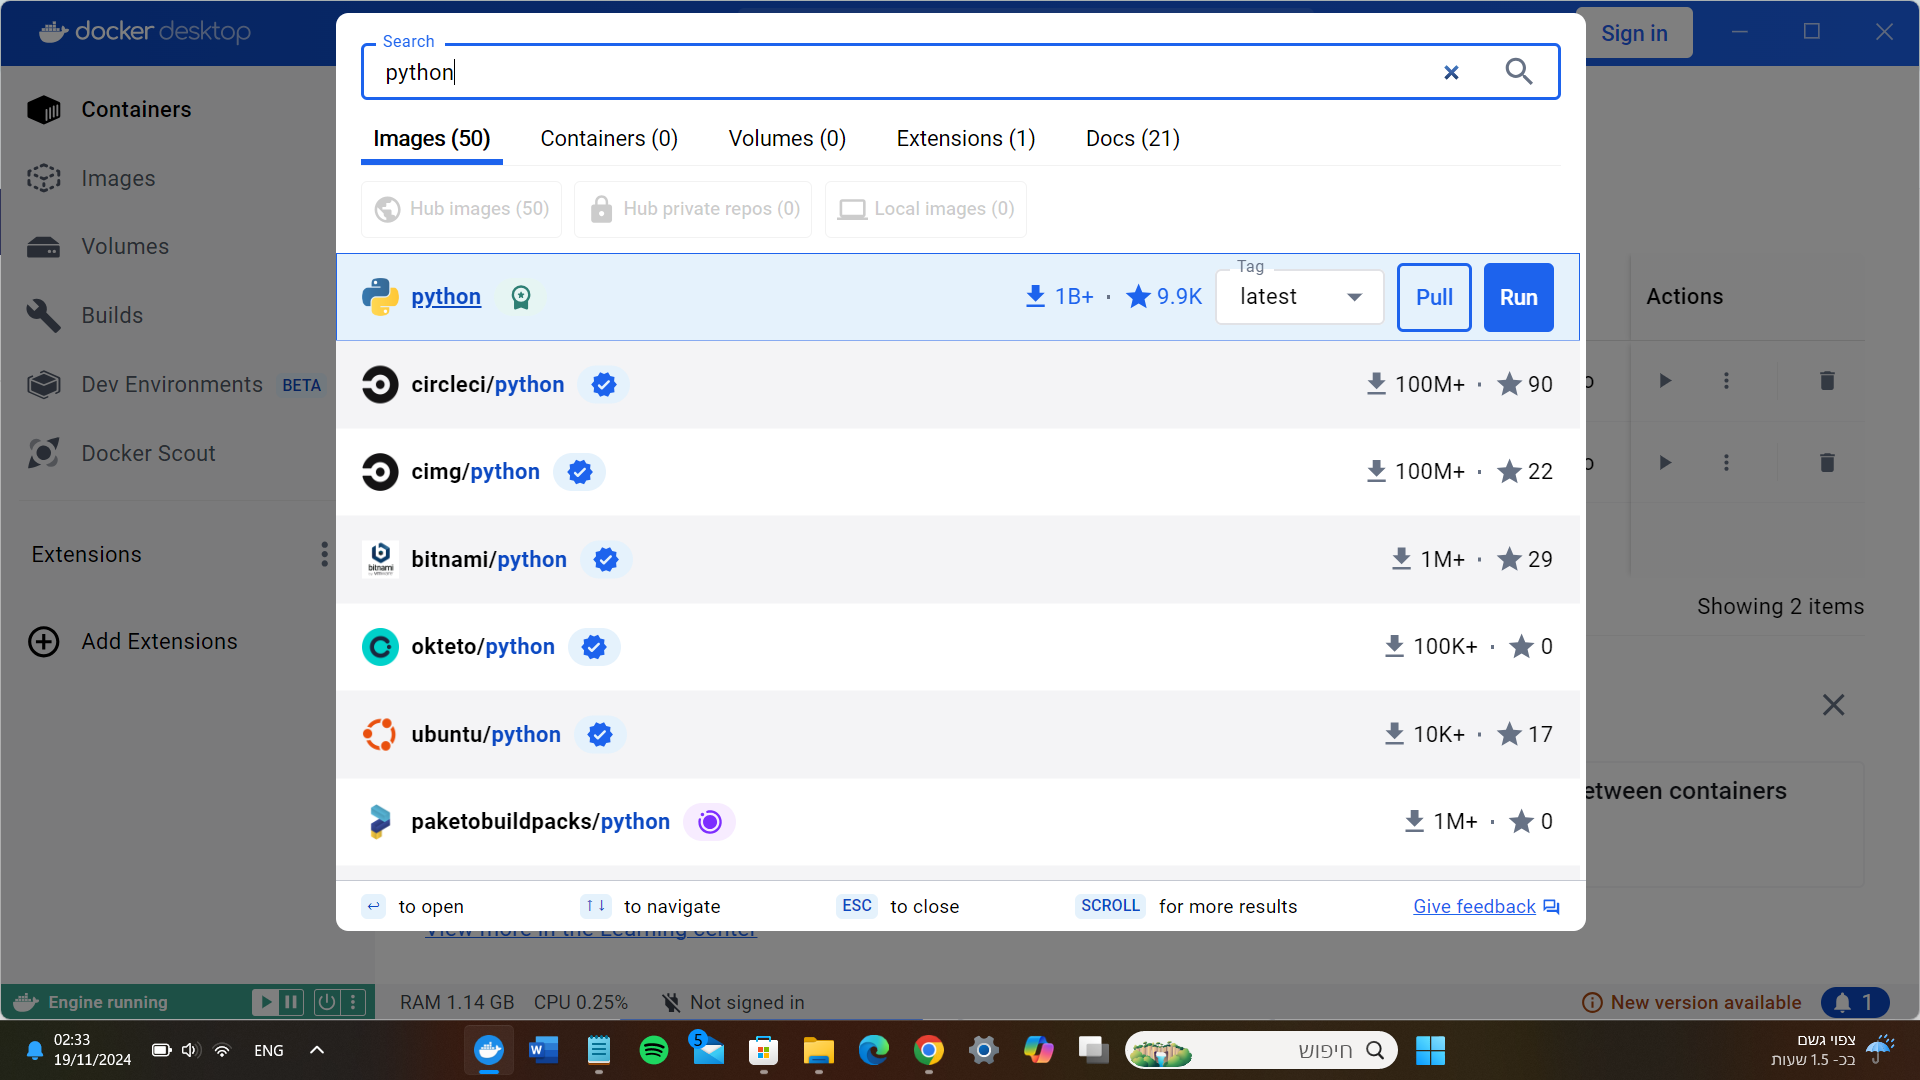 docker desktop
Sign in
Search
python
Images (50)
Containers (0)
Volumes (0)
Extensions (1)
Docs (21)
Hub images (50)
Hub private repos (0)
Local images (0)
python
1B+ · 9.9K
Tag
latest
Pull
Run
circleci/python
100M+ · 90
cimg/python
100M+ · 22
bitnami
bitnami/python
1M+ · 29
okteto/python
100K+ · 0
ubuntu/python
10K+ · 17
paketobuildpacks/python
1M+ · 0
to open
↑↓ to navigate
ESC to close
SCROLL for more results
Give feedback
Containers
Images
Volumes
Builds
Dev Environments BETA
Docker Scout
Extensions
Add Extensions
Actions
Showing 2 items
etween containers
View more in the Learning center
Engine running
RAM 1.14 GB CPU 0.25%
Not signed in
New version available
1
02:33
19/11/2024
ENG
5
חיפוש
צפוי גשם
בכ- 1.5 שעות